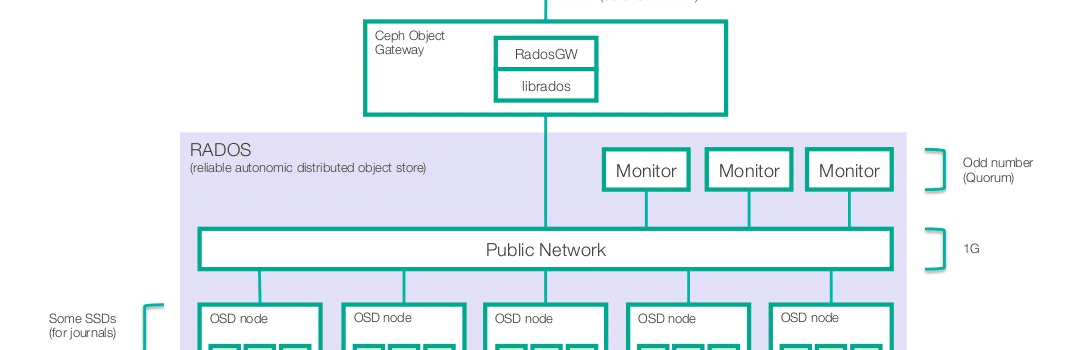 Ceph Object
Gateway
RadosGW
librados
RADOS
(reliable autonomic distributed object store)
Monitor
Monitor
Monitor
Odd number
(Quorum)
Public Network
1G
Some SSDs
(for journals)
OSD node
OSD node
OSD node
OSD node
OSD node